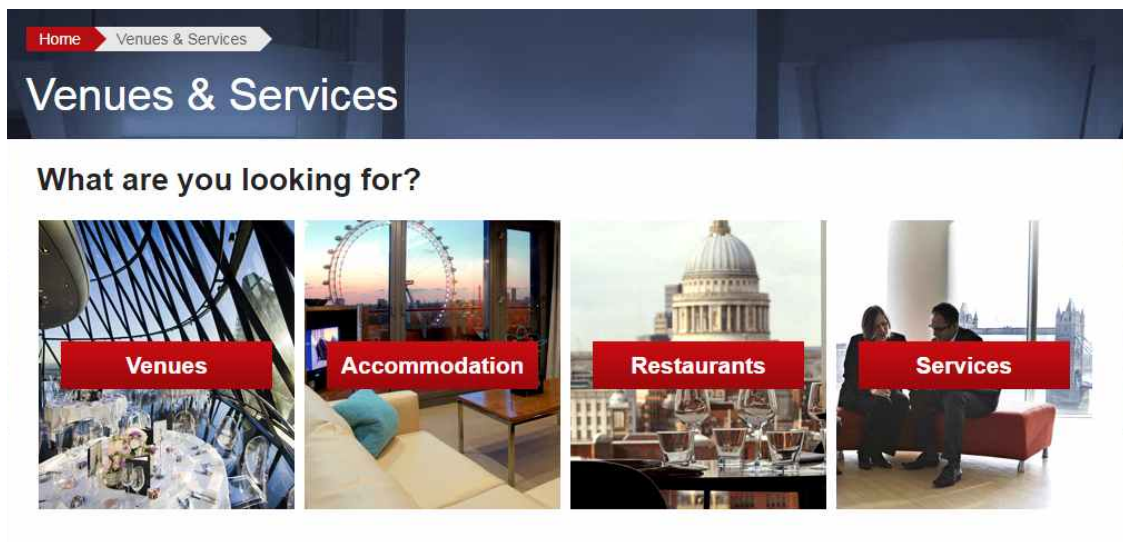 Home
Venues & Services
Venues & Services
What are you looking for?
Venues
Accommodation
Restaurants
Services